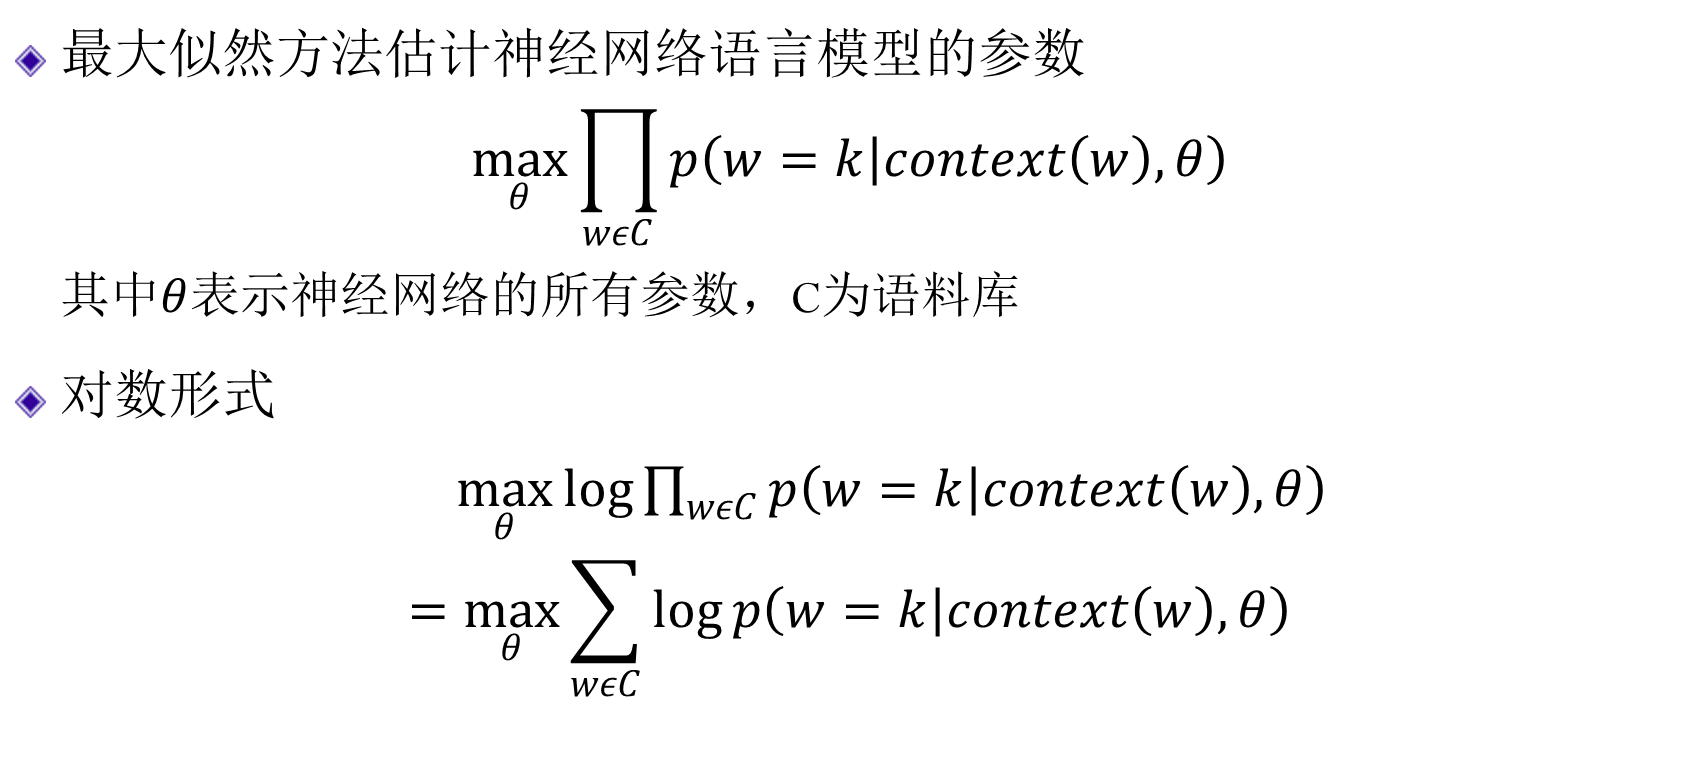 最大似然方法估计神经网络语言模型的参数
max_θ ∏_{wϵC} p(w = k|context(w), θ)
其中θ表示神经网络的所有参数，C为语料库
对数形式
max_θ log ∏_{wϵC} p(w = k|context(w), θ)
= max_θ ∑_{wϵC} log p(w = k|context(w), θ)